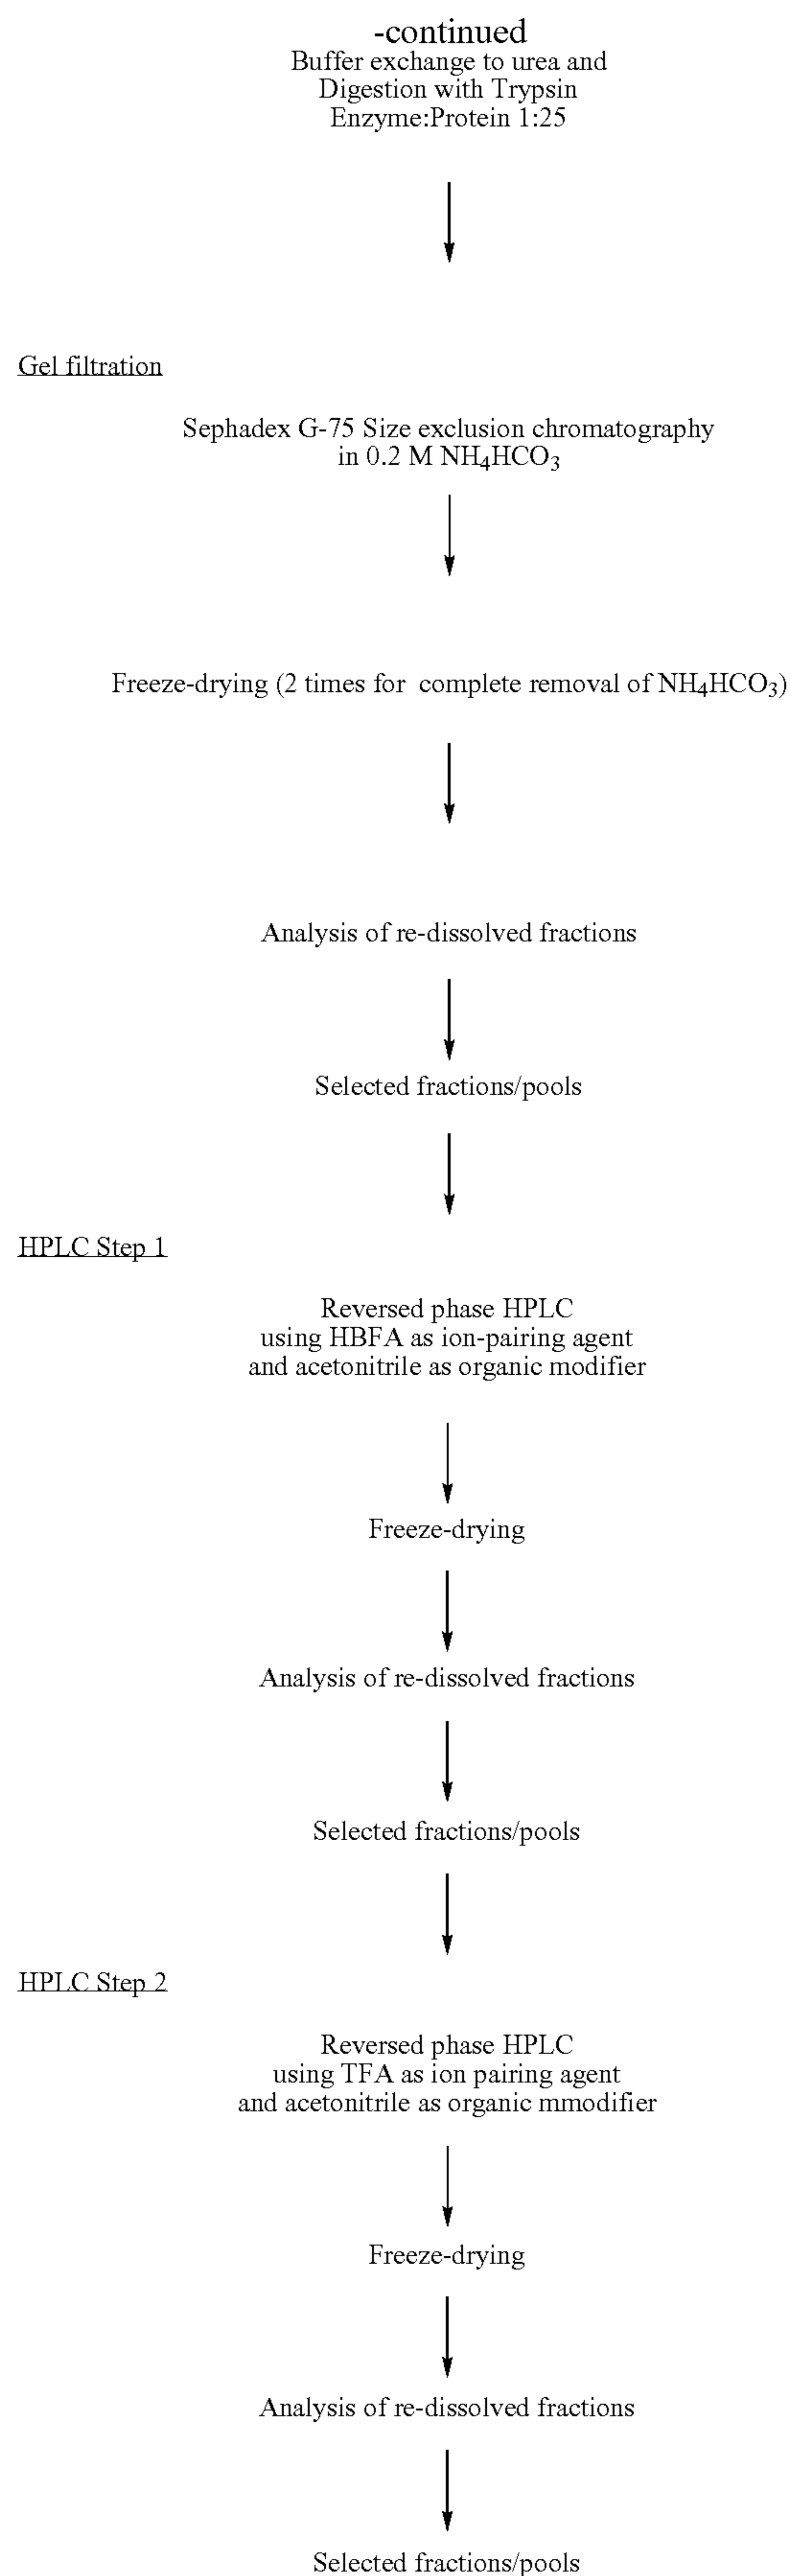 -continued
Buffer exchange to urea and
Digestion with Trypsin
Enzyme:Protein 1:25
Gel filtration
Sephadex G-75 Size exclusion chromatography
in 0.2 M NH4HCO3
Freeze-drying (2 times for complete removal of NH4HCO3)
Analysis of re-dissolved fractions
Selected fractions/pools
HPLC Step 1
Reversed phase HPLC
using HBFA as ion-pairing agent
and acetonitrile as organic modifier
Freeze-drying
Analysis of re-dissolved fractions
Selected fractions/pools
HPLC Step 2
Reversed phase HPLC
using TFA as ion pairing agent
and acetonitrile as organic mmodifier
Freeze-drying
Analysis of re-dissolved fractions
Selected fractions/pools